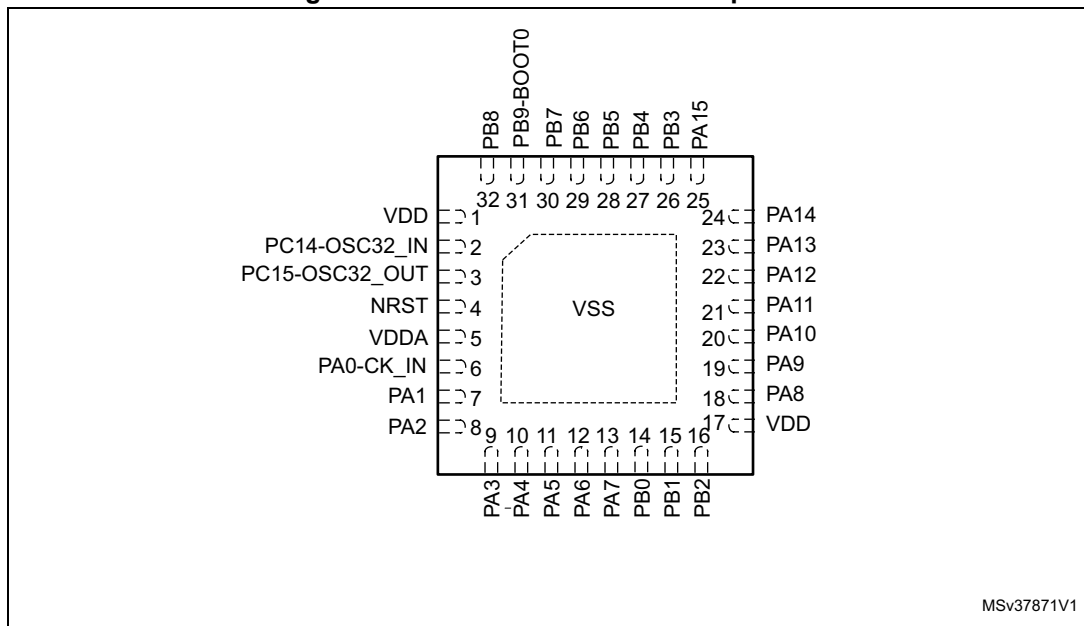 PB8
PB9-BOOT0
PB7
PB6
PB5
PB4
PB3
PA15
32 31 30 29 28 27 26 25
VDD 1
PC14-OSC32_IN 2
PC15-OSC32_OUT 3
NRST 4
VDDA 5
PA0-CK_IN 6
PA1 7
PA2 8
VSS
24 PA14
23 PA13
22 PA12
21 PA11
20 PA10
19 PA9
18 PA8
17 VDD
9 10 11 12 13 14 15 16
PA3
PA4
PA5
PA6
PA7
PB0
PB1
PB2
MSv37871V1